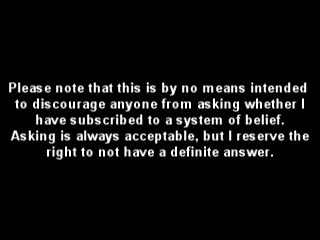 Please note that this is by no means intended
to discourage anyone from asking whether I
have subscribed to a system of belief.
Asking is always acceptable, but I reserve the
right to not have a definite answer.